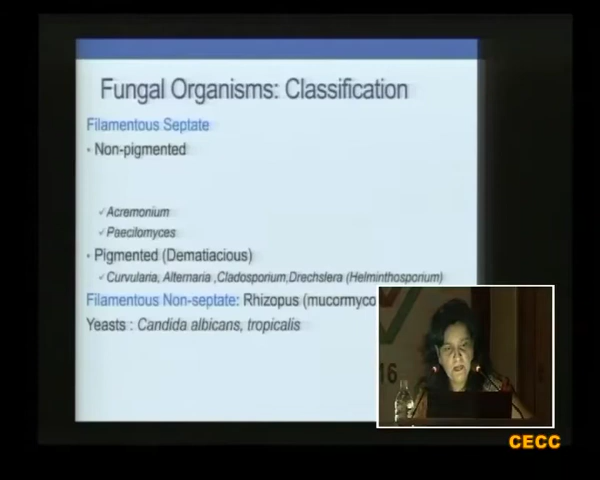 Fungal Organisms: Classification
Filamentous Septate
• Non-pigmented
✓Acremonium
✓Paecilomyces
• Pigmented (Dematiacious)
✓Curvularia, Alternaria ,Cladosporium,Drechslera (Helminthosporium)
Filamentous Non-septate: Rhizopus (mucormyco
Yeasts : Candida albicans, tropicalis
16
CECC